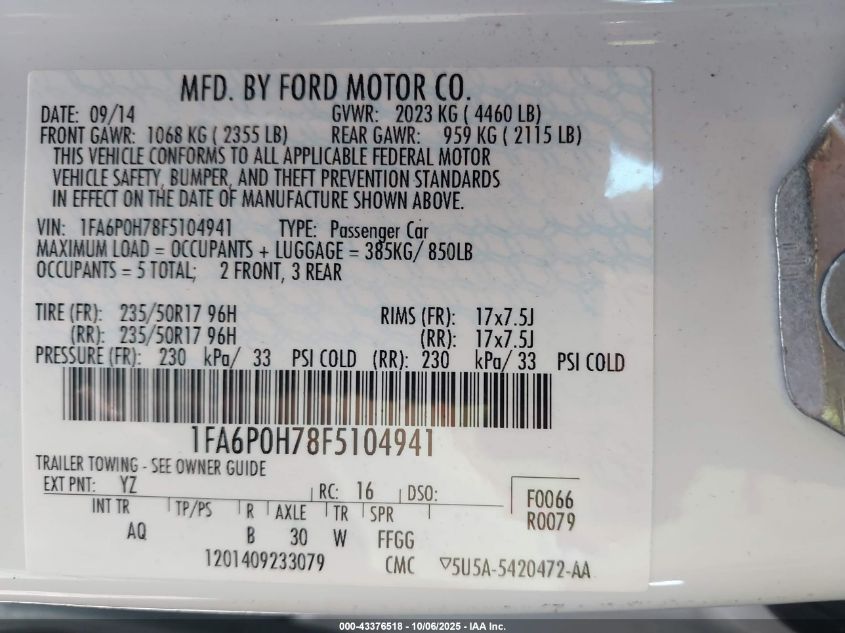 MFD. BY FORD MOTOR CO.
DATE: 09/14 GVWR: 2023 KG ( 4460 LB)
FRONT GAWR: 1068 KG ( 2355 LB) REAR GAWR: 959 KG ( 2115 LB)
THIS VEHICLE CONFORMS TO ALL APPLICABLE FEDERAL MOTOR
VEHICLE SAFETY, BUMPER, AND THEFT PREVENTION STANDARDS
IN EFFECT ON THE DATE OF MANUFACTURE SHOWN ABOVE.
VIN: 1FA6P0H78F5104941 TYPE: Passenger Car
MAXIMUM LOAD = OCCUPANTS + LUGGAGE = 385KG/ 850LB
OCCUPANTS = 5 TOTAL; 2 FRONT, 3 REAR
TIRE (FR): 235/50R17 96H RIMS (FR): 17x7.5J
(RR): 235/50R17 96H (RR): 17x7.5J
PRESSURE (FR): 230 kPa/ 33 PSI COLD (RR): 230 kPa/ 33 PSI COLD
1FA6P0H78F5104941
TRAILER TOWING - SEE OWNER GUIDE
EXT PNT: YZ RC: 16 DSO: F0066
INT TR TP/PS R AXLE TR SPR R0079
AQ B 30 W FFGG
1201409233079 CMC ▽5U5A-5420472-AA
000-43376518 - 10/06/2025 - IAA Inc.